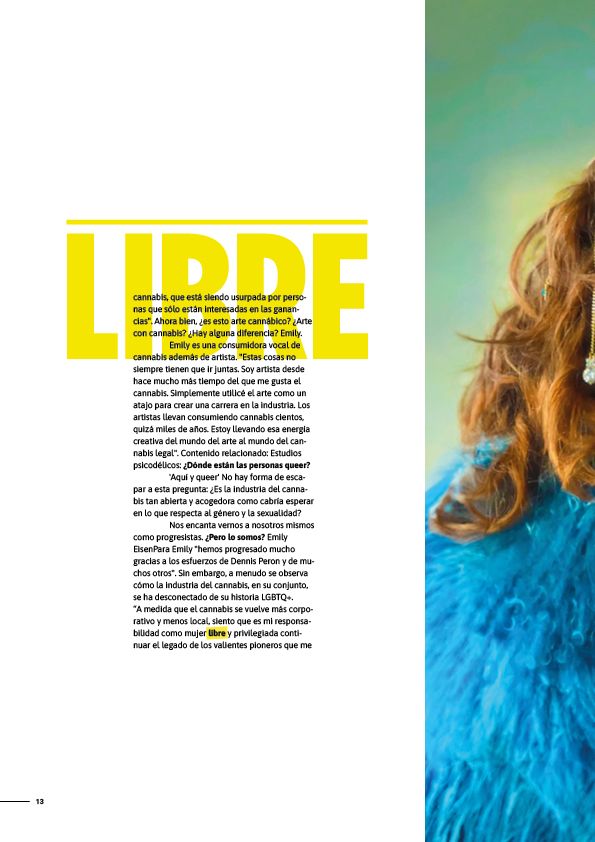 LIBRE
cannabis, que está siendo usurpada por perso-
nas que sólo están interesadas en las ganan-
cias". Ahora bien, ¿es esto arte cannábico? ¿Arte
con cannabis? ¿Hay alguna diferencia? Emily.
Emily es una consumidora vocal de
cannabis además de artista. "Estas cosas no
siempre tienen que ir juntas. Soy artista desde
hace mucho más tiempo del que me gusta el
cannabis. Simplemente utilicé el arte como un
atajo para crear una carrera en la industria. Los
artistas llevan consumiendo cannabis cientos,
quizá miles de años. Estoy llevando esa energía
creativa del mundo del arte al mundo del can-
nabis legal". Contenido relacionado: Estudios
psicodélicos: ¿Dónde están las personas queer?
'Aquí y queer' No hay forma de esca-
par a esta pregunta: ¿Es la industria del canna-
bis tan abierta y acogedora como cabría esperar
en lo que respecta al género y la sexualidad?
Nos encanta vernos a nosotros mismos
como progresistas. ¿Pero lo somos? Emily
EisenPara Emily "hemos progresado mucho
gracias a los esfuerzos de Dennis Peron y de mu-
chos otros". Sin embargo, a menudo se observa
cómo la industria del cannabis, en su conjunto,
se ha desconectado de su historia LGBTQ+.
"A medida que el cannabis se vuelve más corpo-
rativo y menos local, siento que es mi responsa-
bilidad como mujer libre y privilegiada conti-
nuar el legado de los valientes pioneros que me
13